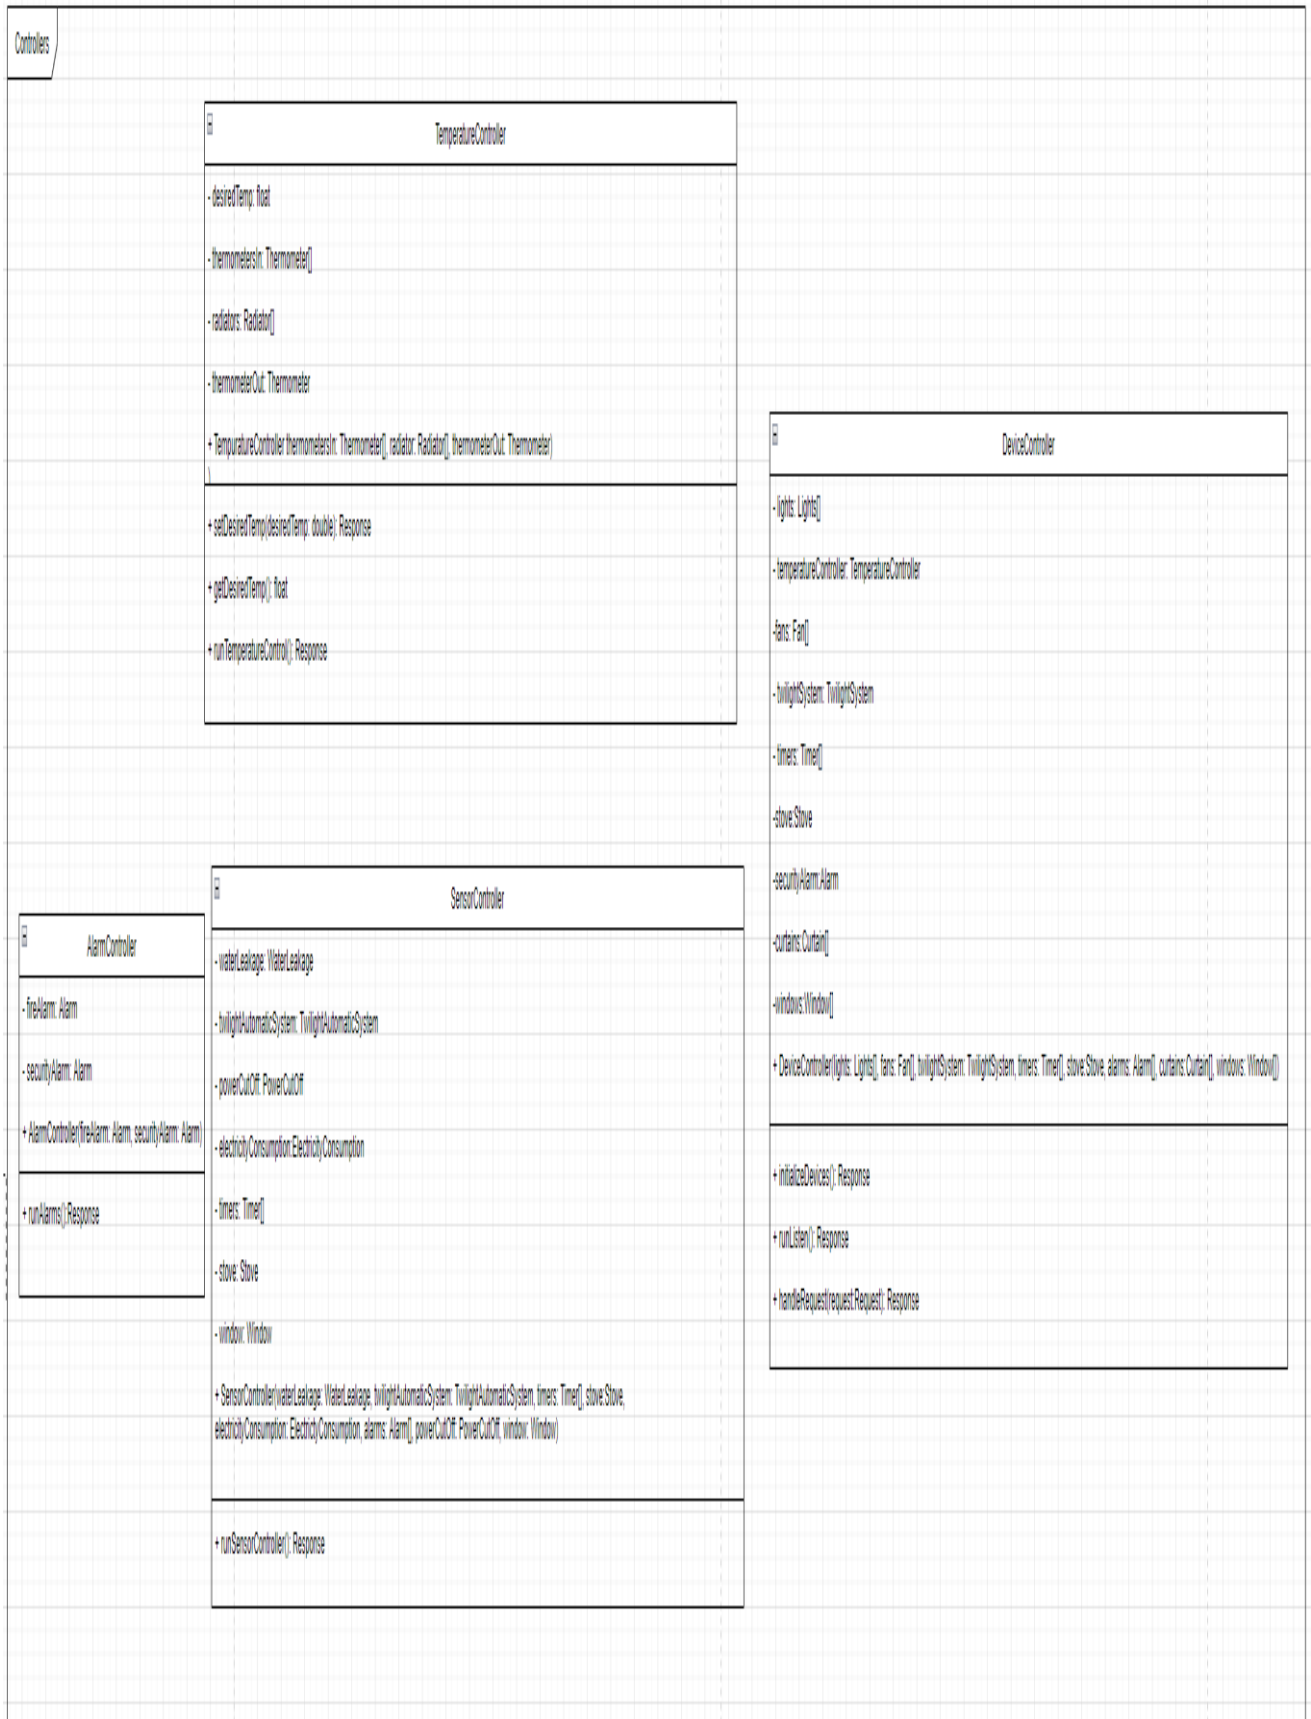 Controllers
TemperatureController
- desiredTemp: float
- thermometersIn: Thermometer[]
- radiators: Radiator[]
- thermometerOut: Thermometer
+ TempuratureController thermometersIn: Thermometer[], radiator: Radiator[], thermometerOut: Thermometer)
)
+ setDesiredTemp(desiredTemp: double): Response
+ getDesiredTemp(): float
+ runTemperatureControl(): Response
DeviceController
- lights: Lights[]
- temperatureController: TemperatureController
-fans: Fan[]
- twilightSystem: TwilightSystem
- timers: Timer[]
-stove:Stove
-securityAlarm:Alarm
-curtains:Curtain[]
-windows:Window[]
+ DeviceController(lights: Lights[], fans: Fan[], twilightSystem: TwilightSystem, timers: Timer[], stove:Stove, alarms: Alarm[], curtains:Curtain[], windows: Window[])
+ initializeDevices(): Response
+ runListen(): Response
+ handleRequest(request:Request): Response
AlarmController
- fireAlarm: Alarm
- securityAlarm: Alarm
+ AlarmController(fireAlarm: Alarm, securityAlarm: Alarm)
+ runAlarms():Response
SensorController
- waterLeakage: WaterLeakage
- twilightAutomaticSystem: TwilightAutomaticSystem
- powerCutOff: PowerCutOff
- electricityConsumption:ElectricityConsumption
- timers: Timer[]
- stove: Stove
- window: Window
+ SensorController(waterLeakage: WaterLeakage, twilightAutomaticSystem: TwilightAutomaticSystem, timers: Timer[], stove:Stove,
electricityConsumption: ElectrictyConsumption, alarms: Alarm[], powerCutOff: PowerCutOff, window: Window)
+ runSensorController(): Response